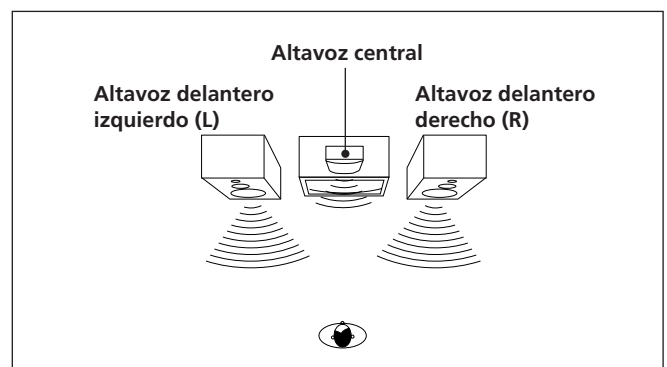 Altavoz central
Altavoz delantero
izquierdo (L)
Altavoz delantero
derecho (R)